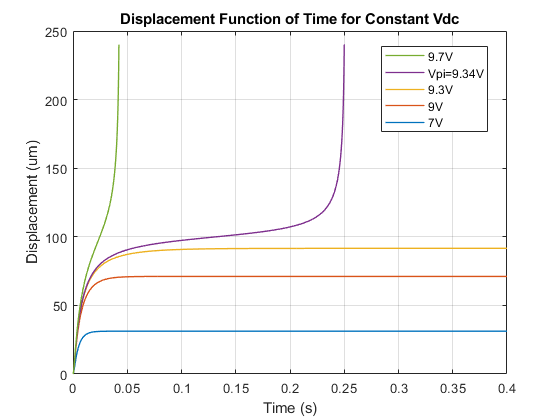 Displacement Function of Time for Constant Vdc
250
200
150
100
50
0
Displacement (um)
9.7V
Vpi=9.34V
9.3V
9V
7V
0 0.05 0.1 0.15 0.2 0.25 0.3 0.35 0.4
Time (s)